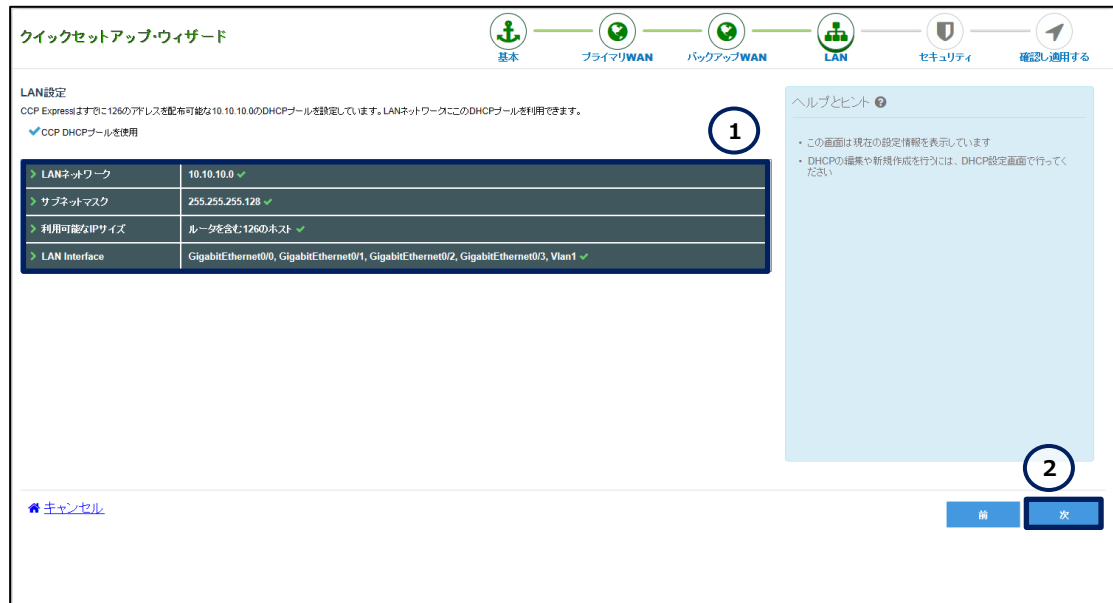 クイックセットアップ・ウィザード
基本
プライマリWAN
バックアップWAN
LAN
セキュリティ
確認し適用する
LAN設定
CCP Expressはすでに126のアドレスを配布可能な10.10.10.0のDHCPプールを設定しています。LANネットワークここのDHCPプールを利用できます。
CCP DHCPプールを使用
1
LANネットワーク 10.10.10.0
サブネットマスク 255.255.255.128
利用可能なIPサイズ ルータを含む126のホスト
LAN Interface GigabitEthernet0/0, GigabitEthernet0/1, GigabitEthernet0/2, GigabitEthernet0/3, Vlan1
ヘルプとヒント
・この画面は現在の設定情報を表示しています
・DHCPの編集や新規作成を行うには、DHCP設定画面で行ってく
ださい
2
キャンセル
前
次